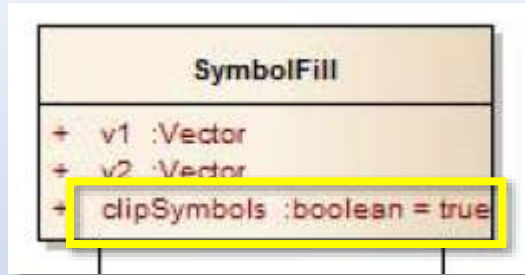 SymbolFill
+ v1 :Vector
+ v2 :Vector
+ clipSymbols :boolean = true